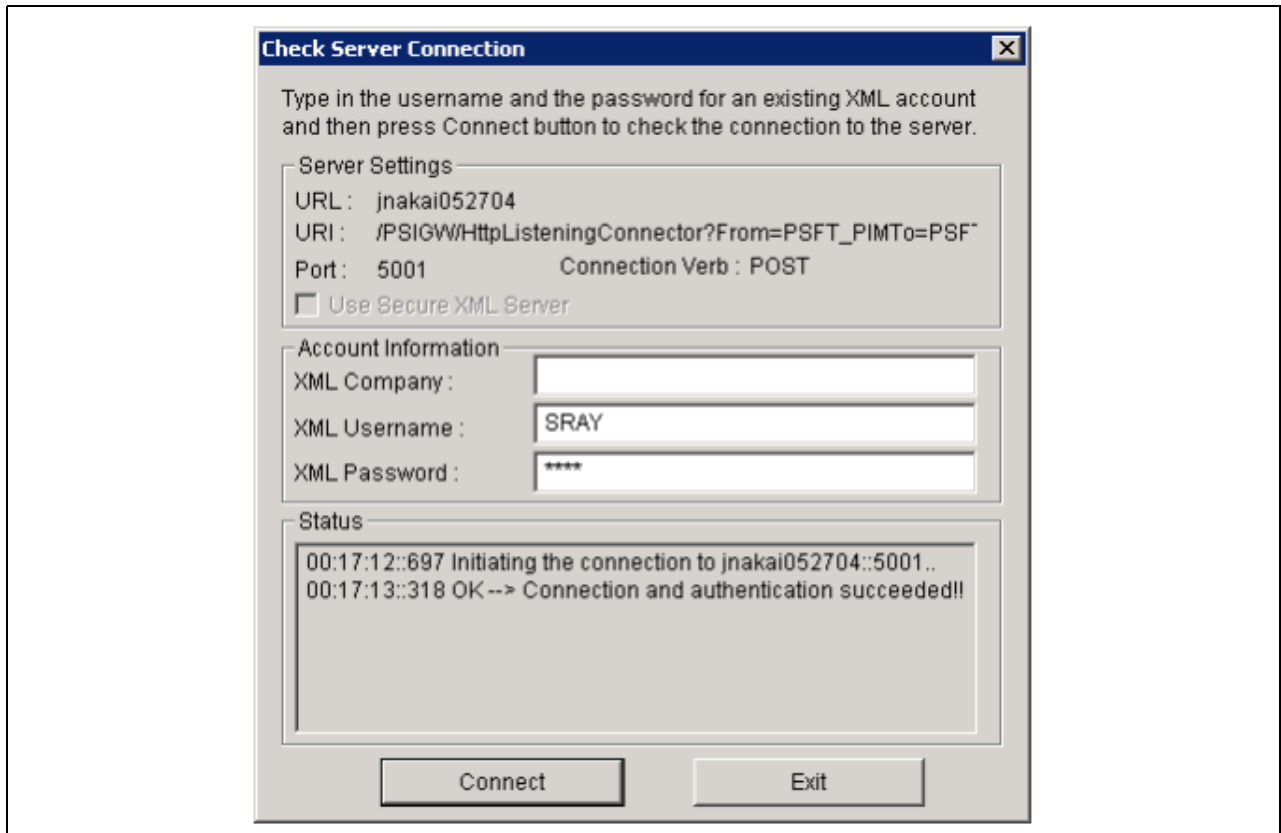 Check Server Connection
Type in the username and the password for an existing XML account
and then press Connect button to check the connection to the server.
Server Settings
URL : jnakai052704
URI : /PSIGW/HttpListeningConnector?From=PSFT_PIMTo=PSFT
Port : 5001 Connection Verb : POST
Use Secure XML Server
Account Information
XML Company :
XML Username : SRAY
XML Password : ****
Status
00:17:12::697 Initiating the connection to jnakai052704::5001..
00:17:13::318 OK --> Connection and authentication succeeded!!
Connect Exit